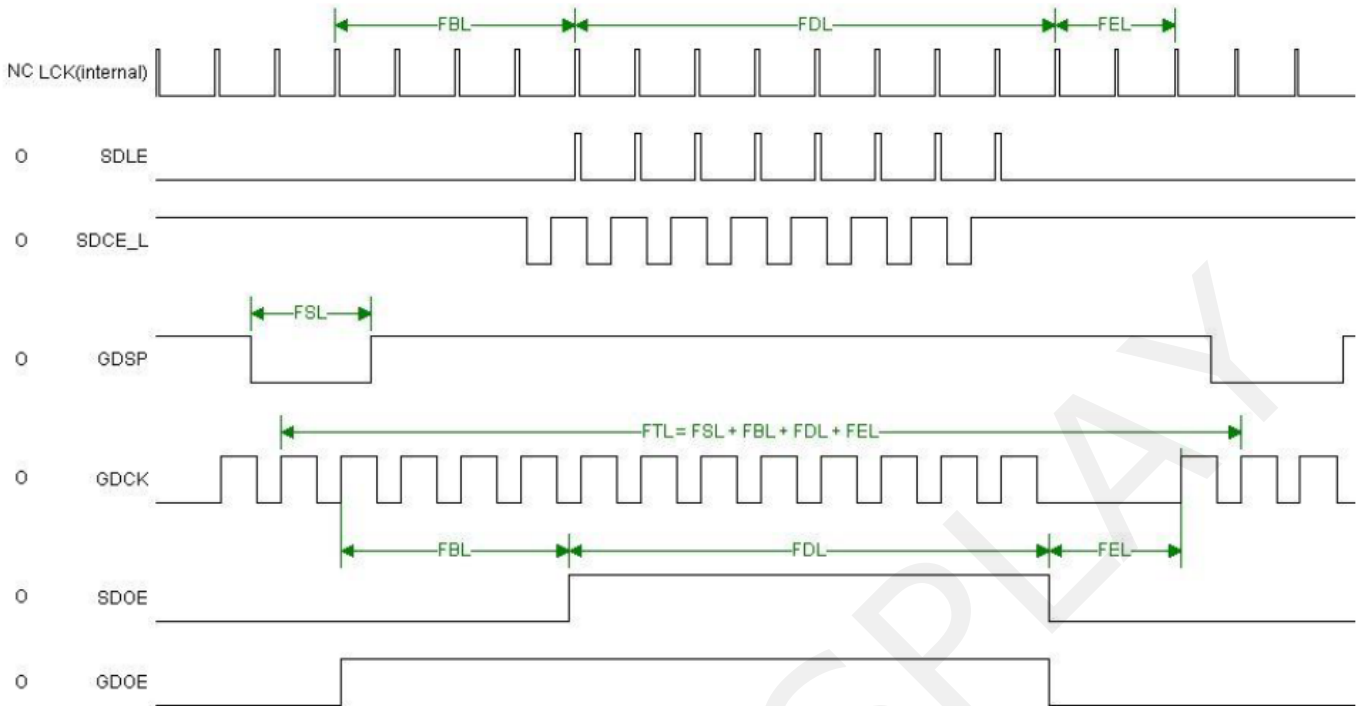 FBL FDL FEL
NC LCK(internal)
O SDLE
O SDCE_L
FSL
O GDSP
FTL= FSL + FBL + FDL + FEL
O GDCK
FBL FDL FEL
O SDOE
O GDOE
SPLAY